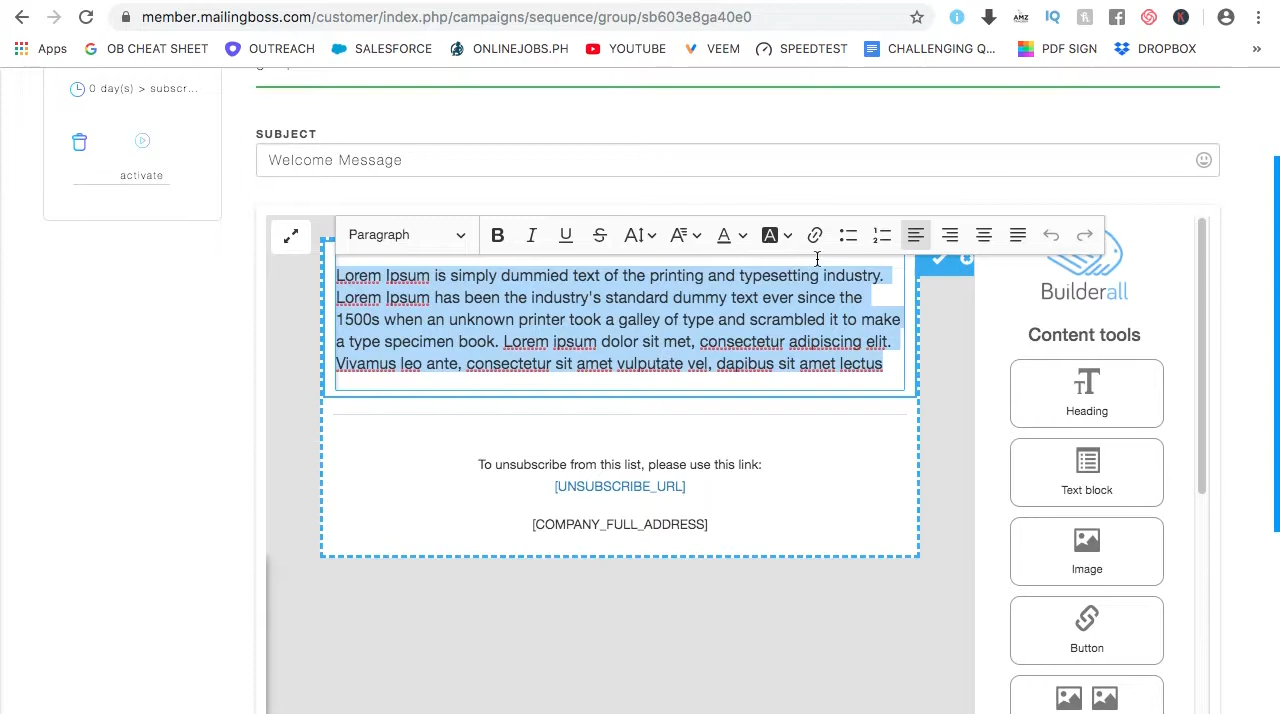 member.mailingboss.com/customer/index.php/campaigns/sequence/group/sb603e8ga40e0
AMZ
IQ
K
Apps
OB CHEAT SHEET
OUTREACH
SALESFORCE
ONLINEJOBS.PH
YOUTUBE
VEEM
SPEEDTEST
CHALLENGING Q...
PDF SIGN
DROPBOX
»
0 day(s) > subscr...
activate
SUBJECT
Welcome Message
Paragraph
B I U S A A A A
Lorem Ipsum is simply dummied text of the printing and typesetting industry.
Lorem Ipsum has been the industry's standard dummy text ever since the
1500s when an unknown printer took a galley of type and scrambled it to make
a type specimen book. Lorem ipsum dolor sit met, consectetur adipiscing elit.
Vivamus leo ante, consectetur sit amet vulputate vel, dapibus sit amet lectus
To unsubscribe from this list, please use this link:
[UNSUBSCRIBE_URL]
[COMPANY_FULL_ADDRESS]
Builderall
Content tools
Heading
Text block
Image
Button